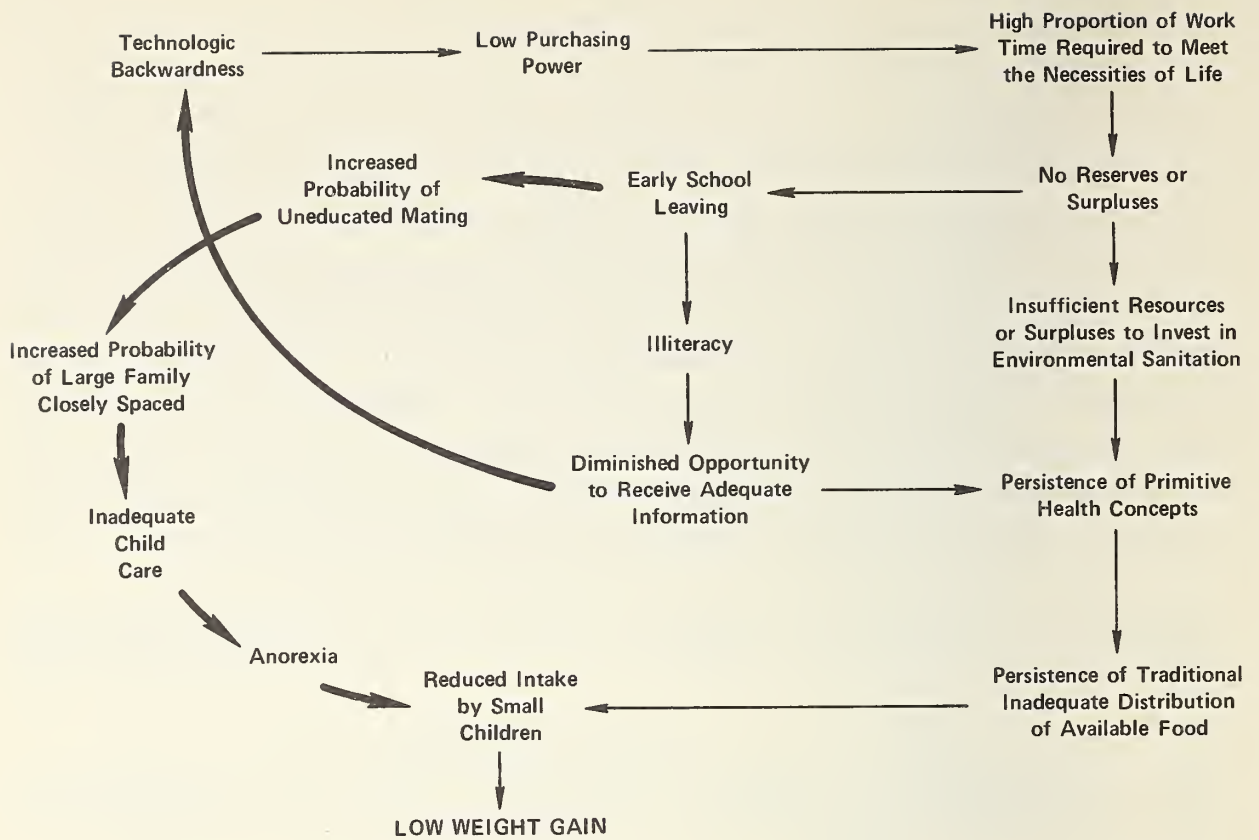 Technologic
Backwardness
Low Purchasing
Power
High Proportion of Work
Time Required to Meet
the Necessities of Life
Increased
Probability of
Uneducated Mating
Early School
Leaving
No Reserves or
Surpluses
Increased Probability
of Large Family
Closely Spaced
Illiteracy
Insufficient Resources
or Surpluses to Invest in
Environmental Sanitation
Inadequate
Child
Care
Diminished Opportunity
to Receive Adequate
Information
Persistence of Primitive
Health Concepts
Anorexia
Reduced Intake
by Small
Children
Persistence of Traditional
Inadequate Distribution
of Available Food
LOW WEIGHT GAIN